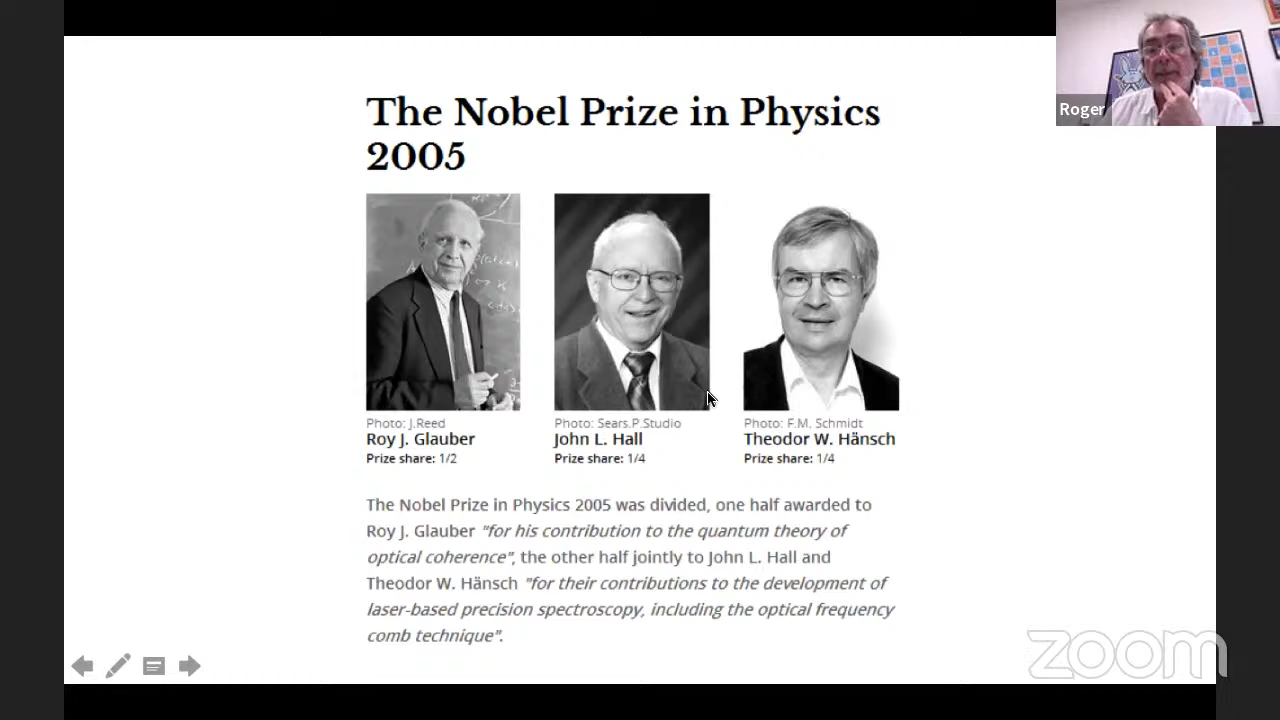 The Nobel Prize in Physics
2005
Roger
Photo: J.Reed
Roy J. Glauber
Prize share: 1/2
Photo: Sears.P.Studio
John L. Hall
Prize share: 1/4
Photo: F.M. Schmidt
Theodor W. Hänsch
Prize share: 1/4
The Nobel Prize in Physics 2005 was divided, one half awarded to
Roy J. Glauber "for his contribution to the quantum theory of
optical coherence", the other half jointly to John L. Hall and
Theodor W. Hänsch "for their contributions to the development of
laser-based precision spectroscopy, including the optical frequency
comb technique".
zoom